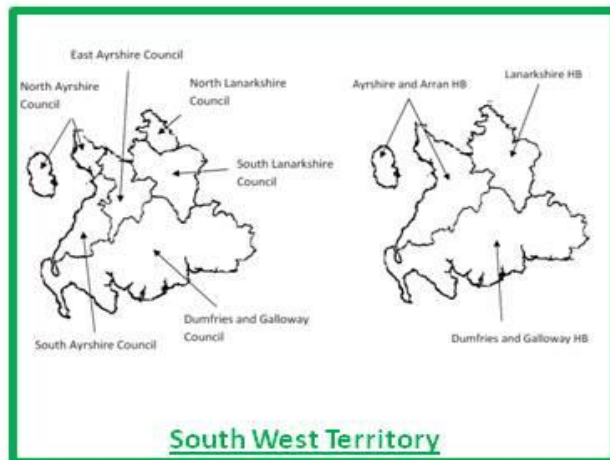 East Ayrshire Council
North Ayrshire
Council
North Lanarkshire
Council
South Lanarkshire
Council
Dumfries and Galloway
Council
South Ayrshire Council
Ayrshire and Arran HB
Lanarkshire HB
Dumfries and Galloway HB
South West Territory